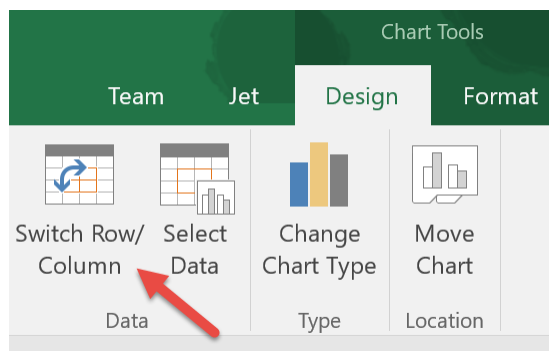 Chart Tools
Team Jet Design Format
Switch Row/ Select Change Move
Column Data Chart Type Chart
Data Type Location